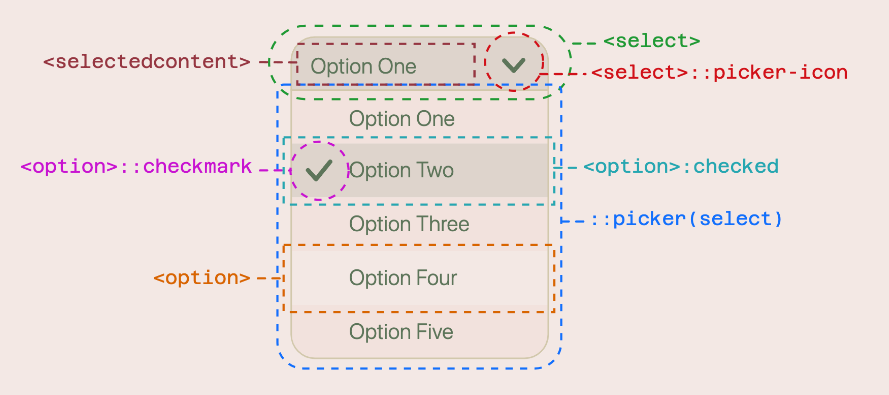 <select>
<selectedcontent>
Option One
<select>::picker-icon
Option One
<option>::checkmark
Option Two
<option>:checked
Option Three
::picker(select)
<option>
Option Four
Option Five